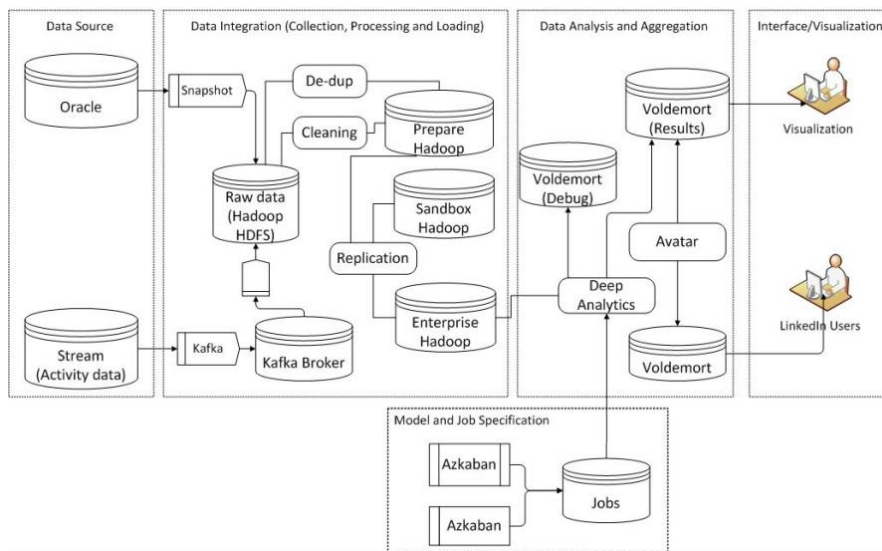 Data Source
Data Integration (Collection, Processing and Loading)
Data Analysis and Aggregation
Interface/Visualization
Oracle
Snapshot
De-dup
Cleaning
Prepare
Hadoop
Raw data
(Hadoop
HDFS)
Sandbox
Hadoop
Replication
Enterprise
Hadoop
Stream
(Activity data)
Kafka
Kafka Broker
Voldemort
(Results)
Voldemort
(Debug)
Avatar
Deep
Analytics
Voldemort
Visualization
LinkedIn Users
Model and Job Specification
Azkaban
Azkaban
Jobs